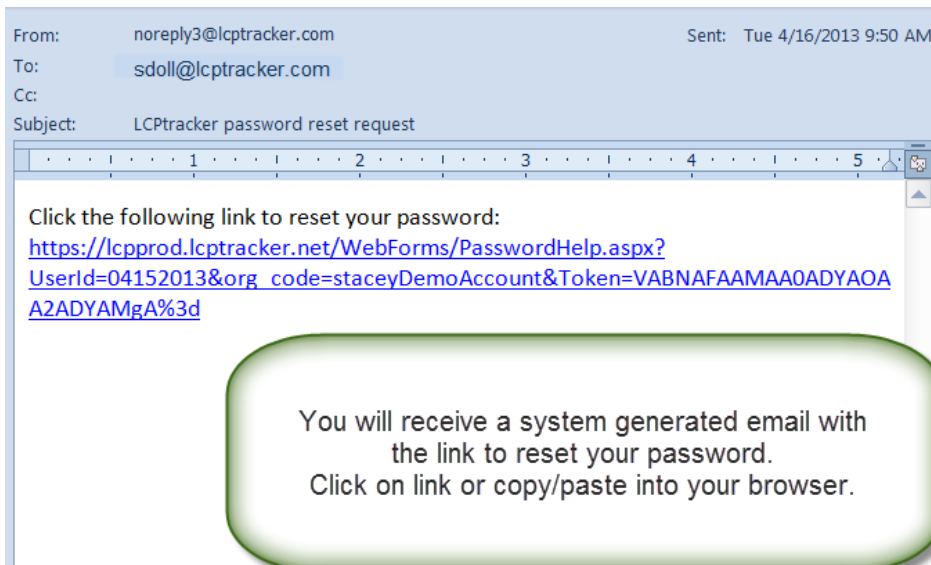 From: noreply3@lcptracker.com Sent: Tue 4/16/2013 9:50 AM
To: sdoll@lcptracker.com
Cc:
Subject: LCPtracker password reset request
1 2 3 4 5
Click the following link to reset your password:
https://lcpprod.lcptracker.net/WebForms/PasswordHelp.aspx?
UserId=04152013&org_code=staceyDemoAccount&Token=VABNAFAAMAA0ADYAOA
A2ADYAMgA%3d
You will receive a system generated email with
the link to reset your password.
Click on link or copy/paste into your browser.